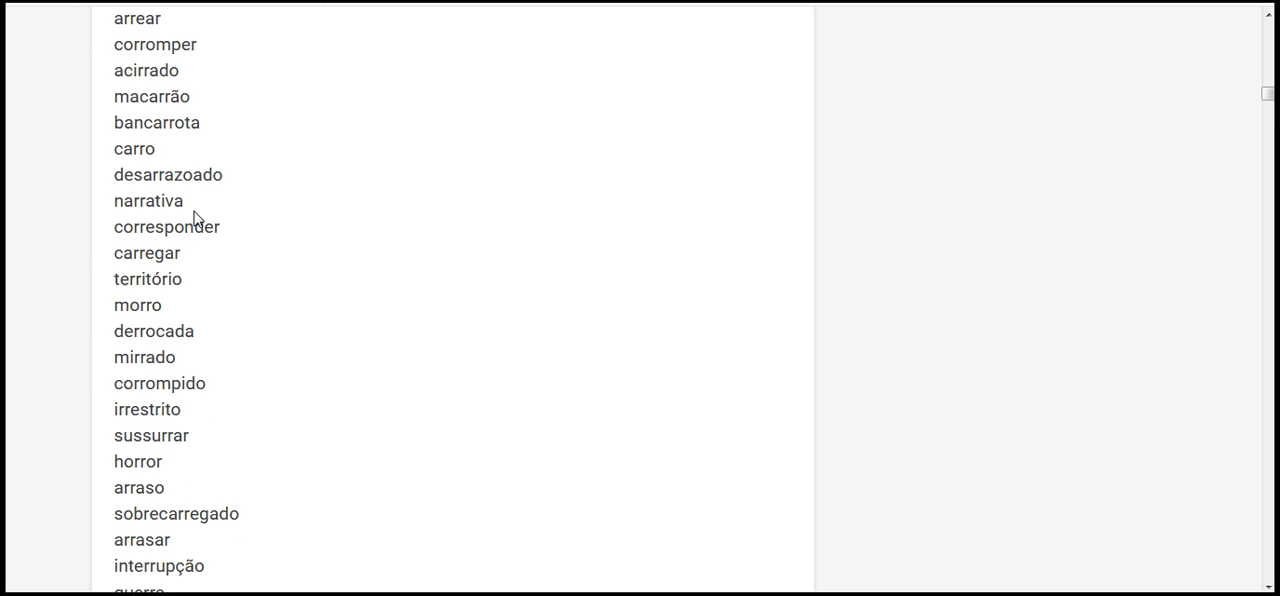 arrear
corromper
acirrado
macarrão
bancarrota
carro
desarrazoado
narrativa
corresponder
carregar
território
morro
derrocada
mirrado
corrompido
irrestrito
sussurrar
horror
arraso
sobrecarregado
arrasar
interrupção